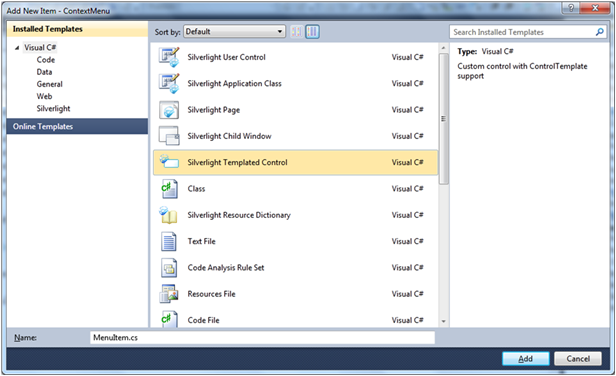 Add New Item - ContextMenu
Installed Templates
Visual C#
Code
Data
General
Web
Silverlight
Online Templates
Sort by: Default
Silverlight User Control Visual C#
Silverlight Application Class Visual C#
Silverlight Page Visual C#
Silverlight Child Window Visual C#
Silverlight Templated Control Visual C#
Class Visual C#
Silverlight Resource Dictionary Visual C#
Text File Visual C#
Code Analysis Rule Set Visual C#
Resources File Visual C#
Code File Visual C#
Search Installed Templates
Type: Visual C#
Custom control with ControlTemplate
support
Name: MenuItem.cs
Add Cancel